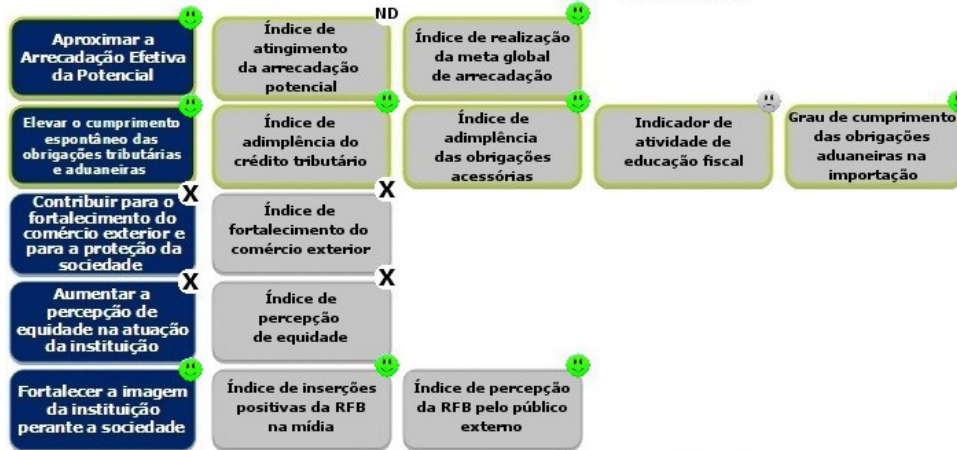 ND
Aproximar a
Arrecadação Efetiva
da Potencial
Índice de
atingimento
da arrecadação
potencial
Índice de realização
da meta global
de arrecadação
Elevar o cumprimento
espontâneo das
obrigações tributárias
e aduaneiras
Índice de
adimplência do
crédito tributário
Índice de
adimplência
das obrigações
acessórias
Indicador de
atividade de
educação fiscal
Grau de cumprimento
das obrigações
aduaneiras na
importação
X
Contribuir para o
fortalecimento do
comércio exterior e
para a proteção da
sociedade
X
Índice de
fortalecimento do
comércio exterior
X
Aumentar a
percepção de
equidade na atuação
da instituição
X
Índice de
percepção
de equidade
Fortalecer a imagem
da instituição
perante a sociedade
Índice de inserções
positivas da RFB
na mídia
Índice de percepção
da RFB pelo público
externo